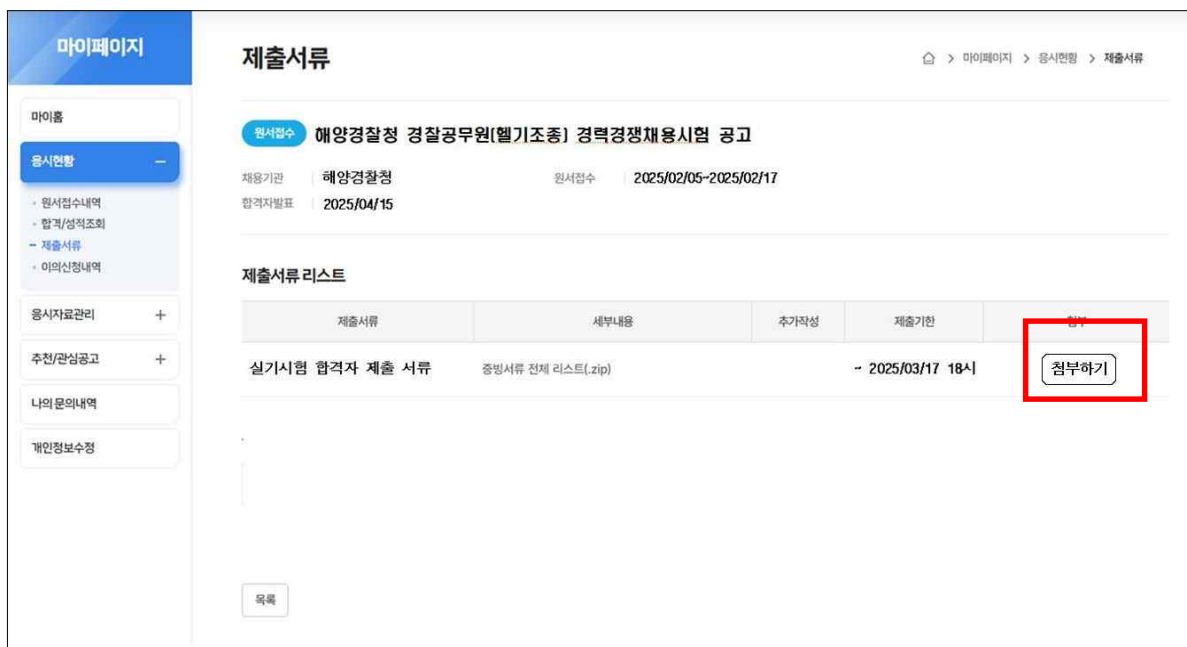 마이페이지
마이홈
응시현황 −
원서접수내역
합격/성적조회
제출서류
이의신청내역
응시자료관리 +
추천/관심공고 +
나의 문의내역
개인정보수정
제출서류
> 마이페이지 > 응시현황 > 제출서류
원서접수 해양경찰청 경찰공무원(헬기조종) 경력경쟁채용시험 공고
채용기관 해양경찰청 원서접수 2025/02/05~2025/02/17
합격자발표 2025/04/15
제출서류 리스트
제출서류 세부내용 추가작성 제출기한 첨부
실기시험 합격자 제출 서류 증빙서류 전체 리스트(.zip) ~ 2025/03/17 18시 첨부하기
목록